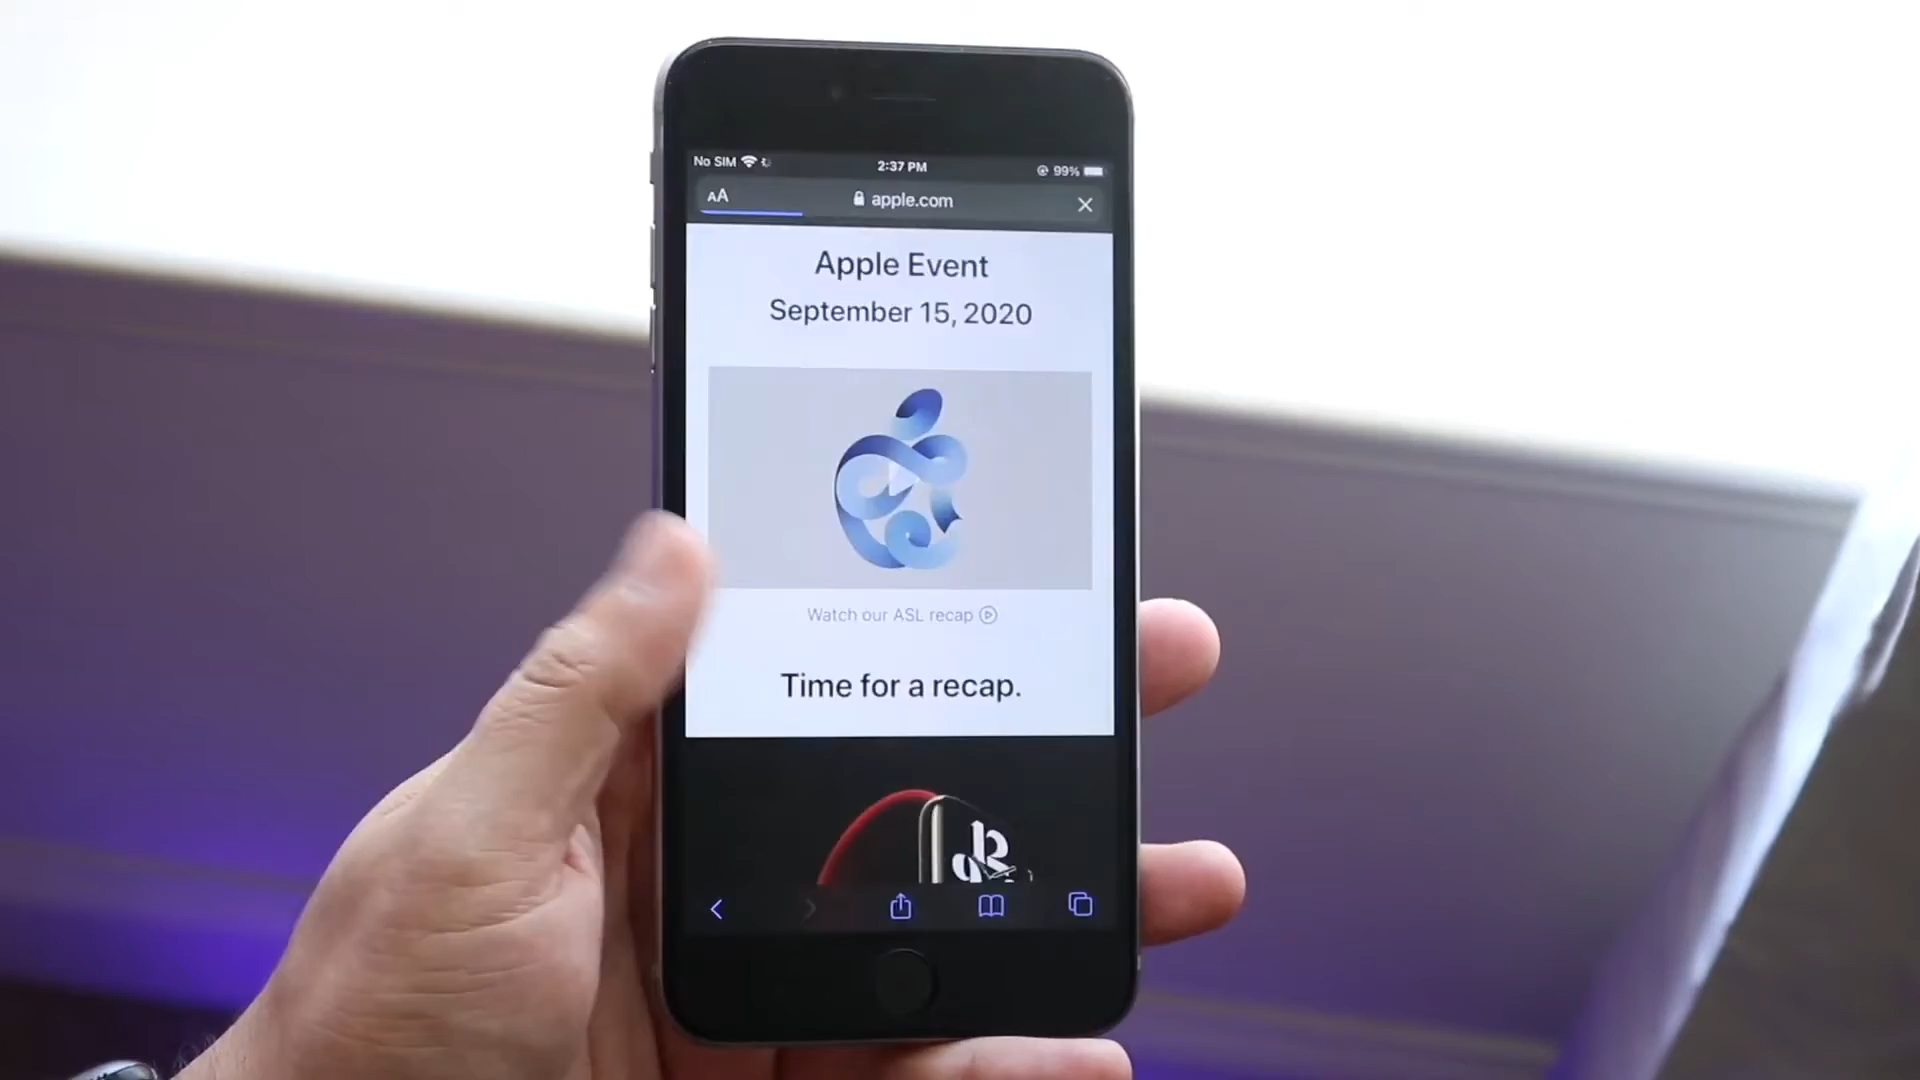 No SIM 2:37 PM 99%
AA apple.com
Apple Event
September 15, 2020
Watch our ASL recap
Time for a recap.